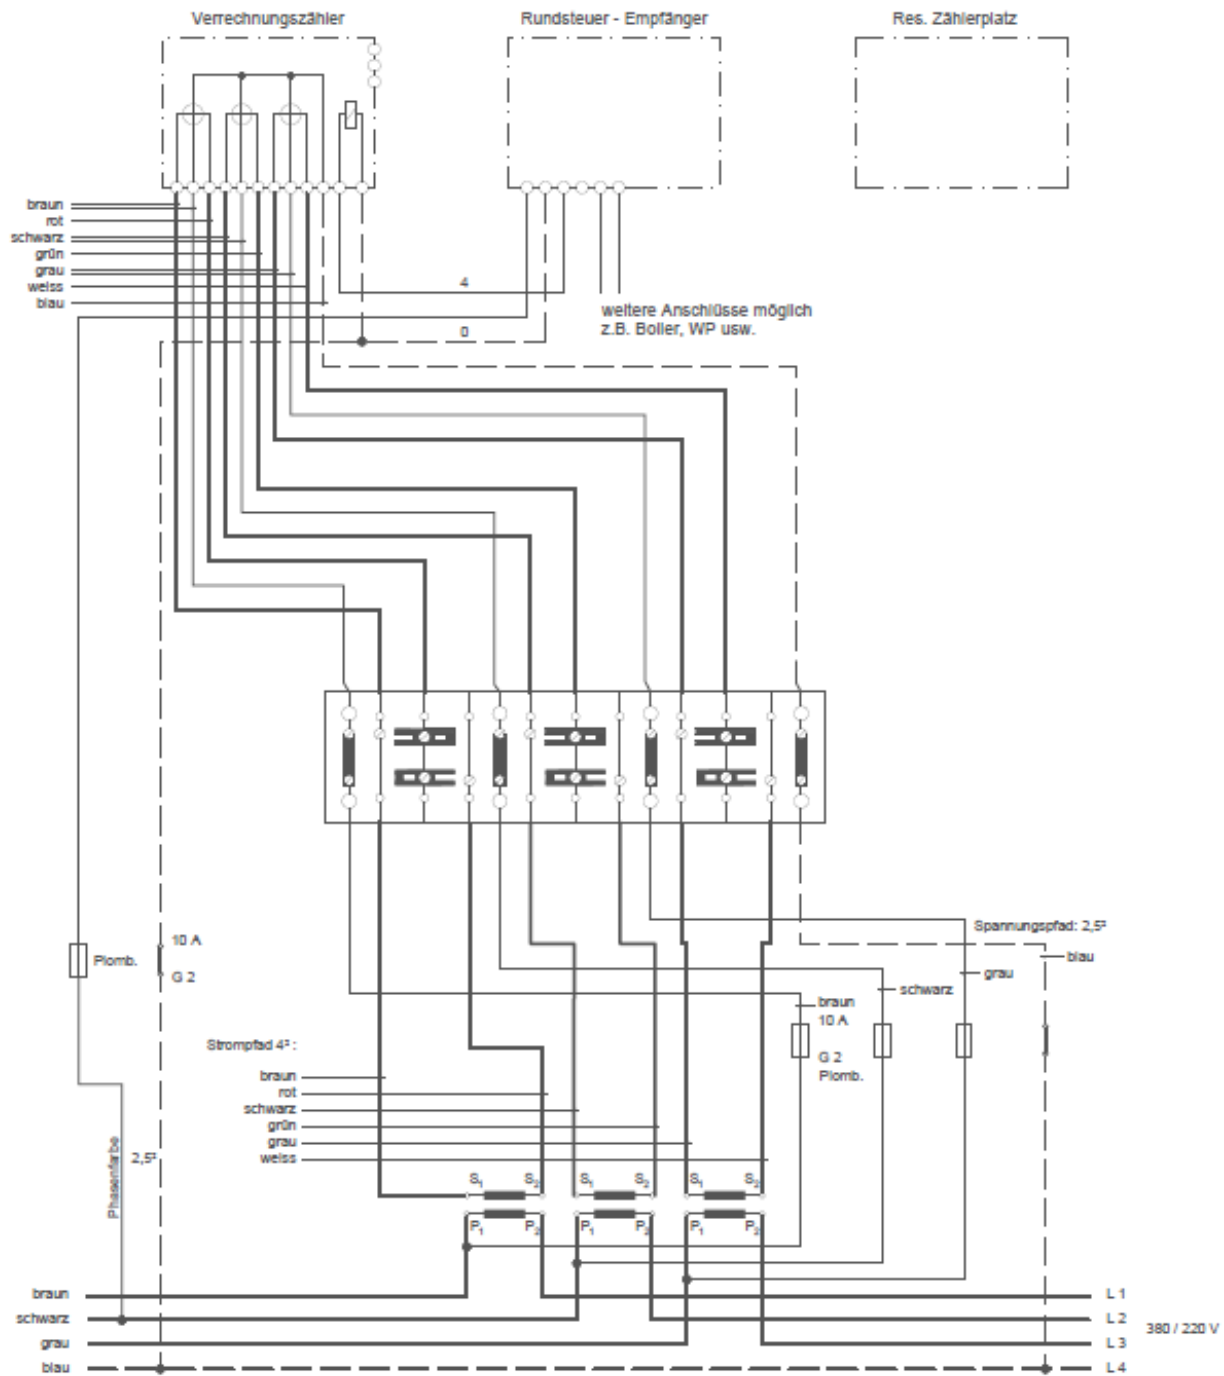 Verrechnungszähler
Rundsteuer - Empfänger
Res. Zählerplatz
braun
rot
schwarz
grün
grau
weiss
blau
4
0
weitere Anschlüsse möglich
z.B. Boiler, WP usw.
10 A
Plomb.
G 2
Spannungspfad: 2,5²
blau
grau
schwarz
braun
10 A
G 2
Plomb.
Strompfad 4² :
braun
rot
schwarz
grün
grau
weiss
Phasenfarbe
2,5²
S1 S2 S1 S2 S1 S2
P1 P2 P1 P2 P1 P2
braun
L 1
schwarz
L 2
380 / 220 V
grau
L 3
blau
L 4